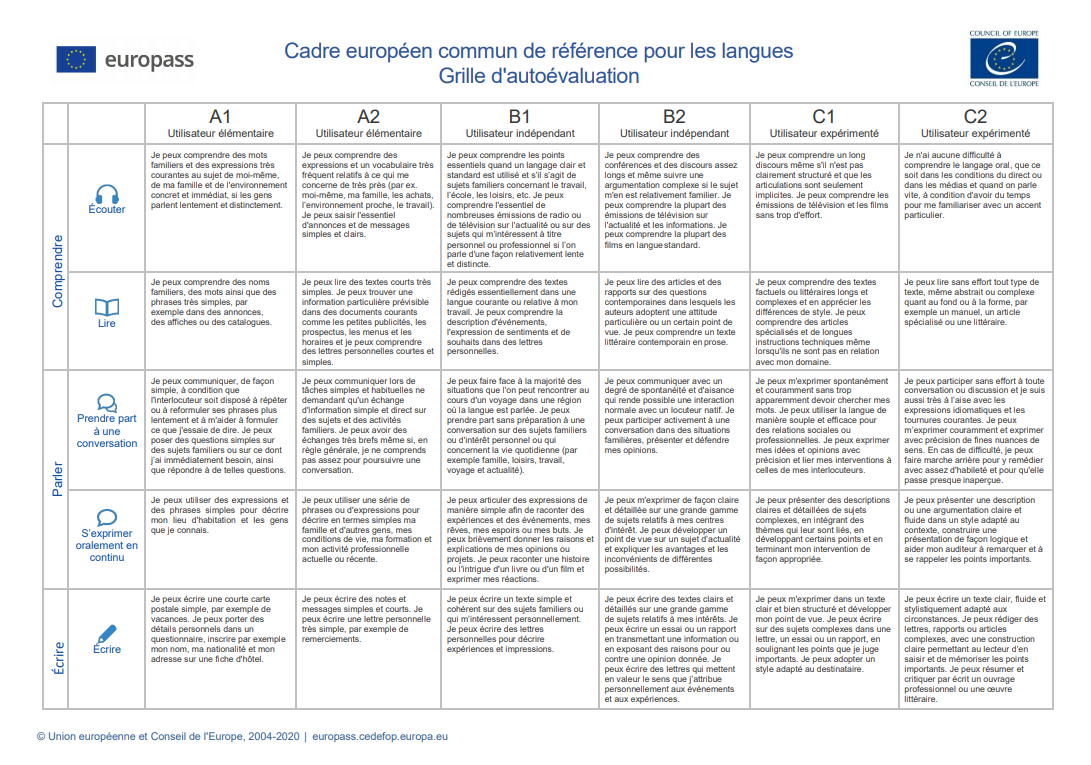 europass
Cadre européen commun de référence pour les langues
Grille d'autoévaluation
COUNCIL OF EUROPE
CONSEIL DE L'EUROPE
A1
Utilisateur élémentaire
A2
Utilisateur élémentaire
B1
Utilisateur indépendant
B2
Utilisateur indépendant
C1
Utilisateur expérimenté
C2
Utilisateur expérimenté
Comprendre
Écouter
Je peux comprendre des mots
familiers et des expressions très
courantes au sujet de moi-même,
de ma famille et de l'environnement
concret et immédiat, si les gens
parlent lentement et distinctement.
Je peux comprendre des
expressions et un vocabulaire très
fréquent relatifs à ce qui me
concerne de très près (par ex.
moi-même, ma famille, les achats,
l'environnement proche, le travail).
Je peux saisir l'essentiel
d'annonces et de messages
simples et clairs.
Je peux comprendre les points
essentiels quand un langage clair et
standard est utilisé et s'il s'agit de
sujets familiers concernant le travail,
l'école, les loisirs, etc. Je peux
comprendre l'essentiel de
nombreuses émissions de radio ou
de télévision sur l'actualité ou sur des
sujets qui m'intéressent à titre
personnel ou professionnel si l'on
parle d'une façon relativement lente
et distincte.
Je peux comprendre des
conférences et des discours assez
longs et même suivre une
argumentation complexe si le sujet
m'en est relativement familier. Je
peux comprendre la plupart des
émissions de télévision sur
l'actualité et les informations. Je
peux comprendre la plupart des
films en langue standard.
Je peux comprendre un long
discours même s'il n'est pas
clairement structuré et que les
articulations sont seulement
implicites. Je peux comprendre les
émissions de télévision et les films
sans trop d'effort.
Je n'ai aucune difficulté à
comprendre le langage oral, que ce
soit dans les conditions du direct ou
dans les médias et quand on parle
vite, à condition d'avoir du temps
pour me familiariser avec un accent
particulier.
Lire
Je peux comprendre des noms
familiers, des mots ainsi que des
phrases très simples, par
exemple dans des annonces,
des affiches ou des catalogues.
Je peux lire des textes courts très
simples. Je peux trouver une
information particulière prévisible
dans des documents courants
comme les petites publicités, les
prospectus, les menus et les
horaires et je peux comprendre
des lettres personnelles courtes et
simples.
Je peux comprendre des textes
rédigés essentiellement dans une
langue courante ou relative à mon
travail. Je peux comprendre la
description d'événements,
l'expression de sentiments et de
souhaits dans des lettres
personnelles.
Je peux lire des articles et des
rapports sur des questions
contemporaines dans lesquels les
auteurs adoptent une attitude
particulière ou un certain point de
vue. Je peux comprendre un texte
littéraire contemporain en prose.
Je peux comprendre des textes
factuels ou littéraires longs et
complexes et en apprécier les
différences de style. Je peux
comprendre des articles
spécialisés et de longues
instructions techniques même
lorsqu'ils ne sont pas en relation
avec mon domaine.
Je peux lire sans effort tout type de
texte, même abstrait ou complexe
quant au fond ou à la forme, par
exemple un manuel, un article
spécialisé ou une littéraire.
Parler
Prendre part
à une
conversation
Je peux communiquer, de façon
simple, à condition que
l'interlocuteur soit disposé à répéter
ou à reformuler ses phrases plus
lentement et à m'aider à formuler
ce que j'essaie de dire. Je peux
poser des questions simples sur
des sujets familiers ou sur ce dont
j'ai immédiatement besoin, ainsi
que répondre à de telles questions.
Je peux communiquer lors de
tâches simples et habituelles ne
demandant qu'un échange
d'information simple et direct sur
des sujets et des activités
familiers. Je peux avoir des
échanges très brefs même si, en
règle générale, je ne comprends
pas assez pour poursuivre une
conversation.
Je peux faire face à la majorité des
situations que l'on peut rencontrer au
cours d'un voyage dans une région
où la langue est parlée. Je peux
prendre part sans préparation à une
conversation sur des sujets familiers
ou d'intérêt personnel ou qui
concernent la vie quotidienne (par
exemple famille, loisirs, travail,
voyage et actualité).
Je peux communiquer avec un
degré de spontanéité et d'aisance
qui rende possible une interaction
normale avec un locuteur natif. Je
peux participer activement à une
conversation dans des situations
familières, présenter et défendre
mes opinions.
Je peux m'exprimer spontanément
et couramment sans trop
apparemment devoir chercher mes
mots. Je peux utiliser la langue de
manière souple et efficace pour
des relations sociales ou
professionnelles. Je peux exprimer
mes idées et opinions avec
précision et lier mes interventions à
celles de mes interlocuteurs.
Je peux participer sans effort à toute
conversation ou discussion et je suis
aussi très à l'aise avec les
expressions idiomatiques et les
tournures courantes. Je peux
m'exprimer couramment et exprimer
avec précision de fines nuances de
sens. En cas de difficulté, je peux
faire marche arrière pour y remédier
avec assez d'habileté et pour qu'elle
passe presque inaperçue.
S'exprimer
oralement en
continu
Je peux utiliser des expressions et
des phrases simples pour décrire
mon lieu d'habitation et les gens
que je connais.
Je peux utiliser une série de
phrases ou d'expressions pour
décrire en termes simples ma
famille et d'autres gens, mes
conditions de vie, ma formation et
mon activité professionnelle
actuelle ou récente.
Je peux articuler des expressions de
manière simple afin de raconter des
expériences et des événements, mes
rêves, mes espoirs ou mes buts. Je
peux brièvement donner les raisons et
explications de mes opinions ou
projets. Je peux raconter une histoire
ou l'intrigue d'un livre ou d'un film et
exprimer mes réactions.
Je peux m'exprimer de façon claire
et détaillée sur une grande gamme
de sujets relatifs à mes centres
d'intérêt. Je peux développer un
point de vue sur un sujet d'actualité
et expliquer les avantages et les
inconvénients de différentes
possibilités.
Je peux présenter des descriptions
claires et détaillées de sujets
complexes, en intégrant des
thèmes qui leur sont liés, en
développant certains points et en
terminant mon intervention de
façon appropriée.
Je peux présenter une description
ou une argumentation claire et
fluide dans un style adapté au
contexte, construire une
présentation de façon logique et
aider mon auditeur à remarquer et à
se rappeler les points importants.
Écrire
Écrire
Je peux écrire une courte carte
postale simple, par exemple de
vacances. Je peux porter des
détails personnels dans un
questionnaire, inscrire par exemple
mon nom, ma nationalité et mon
adresse sur une fiche d'hôtel.
Je peux écrire des notes et
messages simples et courts. Je
peux écrire une lettre personnelle
très simple, par exemple de
remerciements.
Je peux écrire un texte simple et
cohérent sur des sujets familiers ou
qui m'intéressent personnellement.
Je peux écrire des lettres
personnelles pour décrire
expériences et impressions.
Je peux écrire des textes clairs et
détaillés sur une grande gamme
de sujets relatifs à mes intérêts. Je
peux écrire un essai ou un rapport
en transmettant une information ou
en exposant des raisons pour ou
contre une opinion donnée. Je
peux écrire des lettres qui mettent
en valeur le sens que j'attribue
personnellement aux événements
et aux expériences.
Je peux m'exprimer dans un texte
clair et bien structuré et développer
mon point de vue. Je peux écrire
sur des sujets complexes dans une
lettre, un essai ou un rapport, en
soulignant les points que je juge
importants. Je peux adopter un
style adapté au destinataire.
Je peux écrire un texte clair, fluide et
stylistiquement adapté aux
circonstances. Je peux rédiger des
lettres, rapports ou articles
complexes, avec une construction
claire permettant au lecteur d'en
saisir et de mémoriser les points
importants. Je peux résumer et
critiquer par écrit un ouvrage
professionnel ou une œuvre
littéraire.
© Union européenne et Conseil de l'Europe, 2004-2020 | europass.cedefop.europa.eu